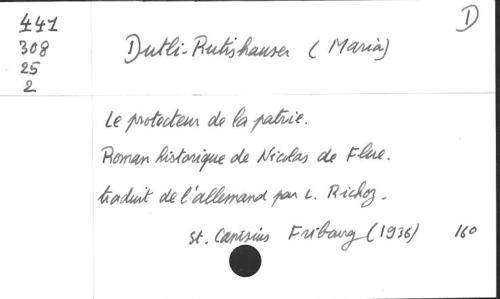 441
308
25
2
D
Dutli-Rutishauser (Maria)
Le protecteur de la patrie.
Roman historique de Nicolas de Flue.
traduit de l'allemand par L. Richoz.
St. Canisius Fribourg (1936) 160